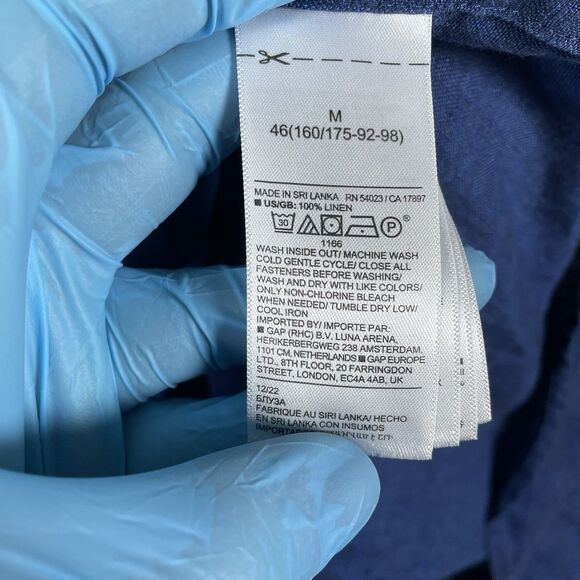 M
46(160/175-92-98)
MADE IN SRI LANKA RN 54023 / CA 17897
■ US/GB: 100% LINEN
30 P ®
1166
WASH INSIDE OUT/ MACHINE WASH
COLD GENTLE CYCLE/ CLOSE ALL
FASTENERS BEFORE WASHING/
WASH AND DRY WITH LIKE COLORS/
ONLY NON-CHLORINE BLEACH
WHEN NEEDED/ TUMBLE DRY LOW/
COOL IRON
IMPORTED BY/ IMPORTE PAR:
■ GAP (RHC) B.V. LUNA ARENA,
HERIKERBERGWEG 238 AMSTERDAM,
1101 CM, NETHERLANDS ■ GAP EUROPE
LTD., 8TH FLOOR, 20 FARRINGDON
STREET, LONDON, EC4A 4AB, UK
12/22
БЛУЗА
FABRIQUE AU SRI LANKA/ HECHO
EN SRI LANKA CON INSUMOS